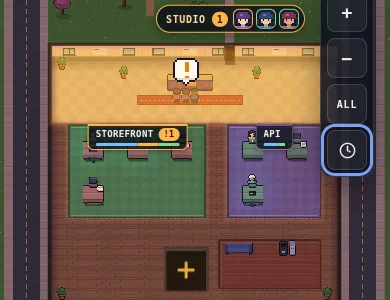 STUDIO 1
+
−
ALL
!
STOREFRONT !1
API
+